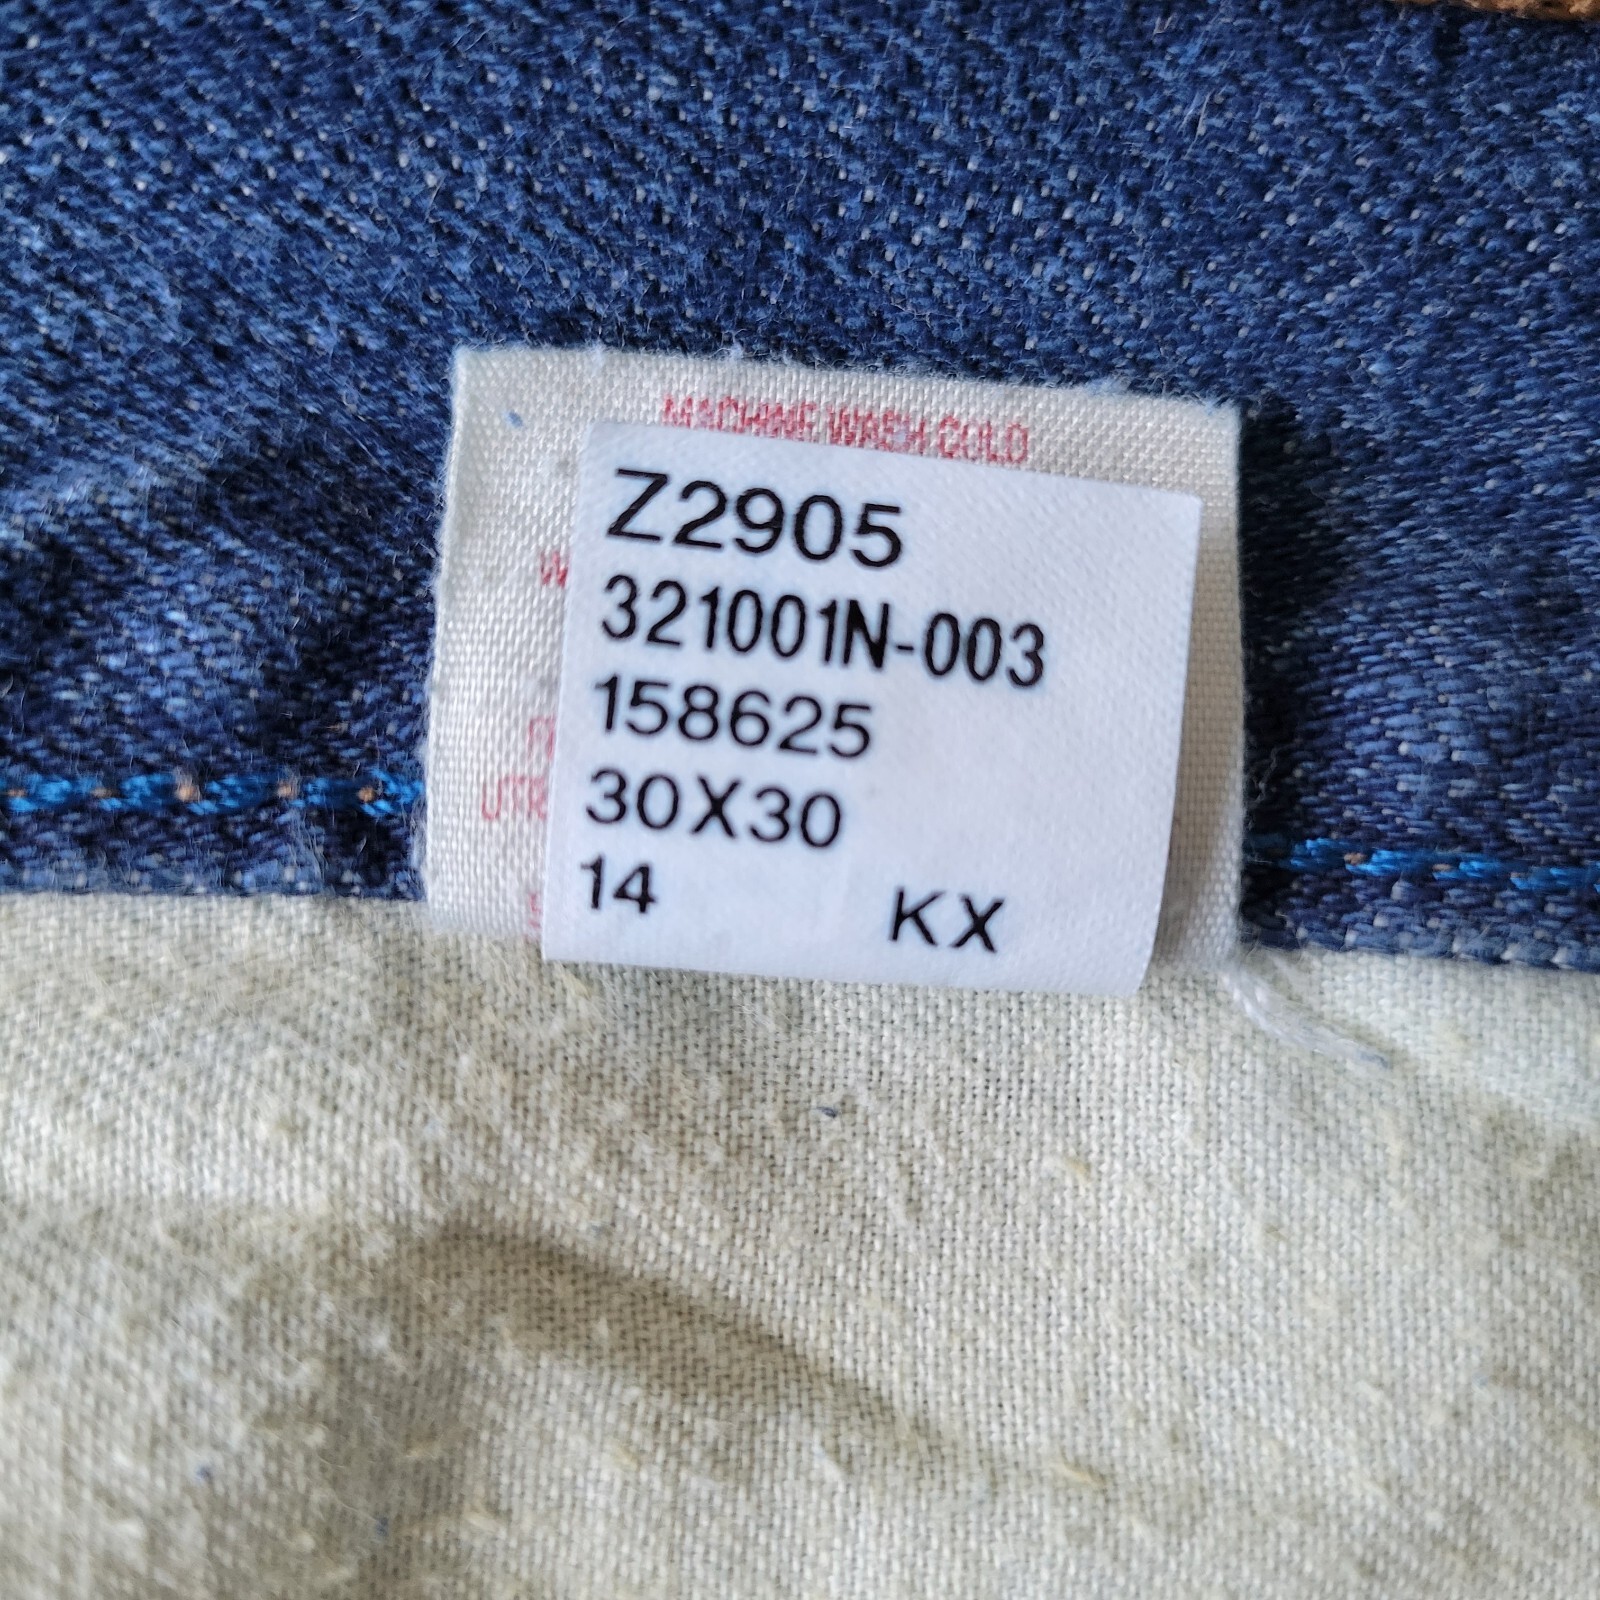 MACHINE WASH COLD
Z2905
321001N-003
158625
30X30
14 KX